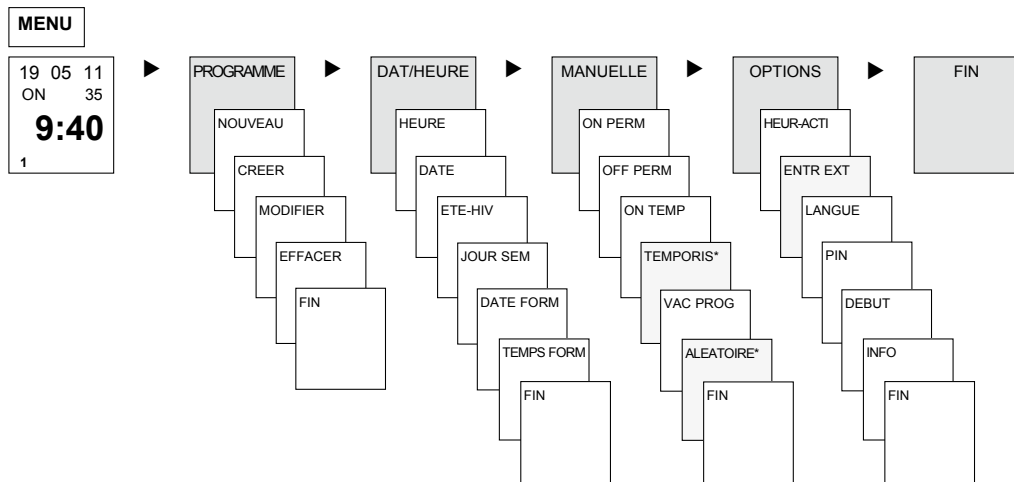 MENU
19 05 11
ON 35
9:40
1
PROGRAMME
NOUVEAU
CREER
MODIFIER
EFFACER
FIN
DAT/HEURE
HEURE
DATE
ETE-HIV
JOUR SEM
DATE FORM
TEMPS FORM
FIN
MANUELLE
ON PERM
OFF PERM
ON TEMP
TEMPORIS*
VAC PROG
ALEATOIRE*
FIN
OPTIONS
HEUR-ACTI
ENTR EXT
LANGUE
PIN
DEBUT
INFO
FIN
FIN